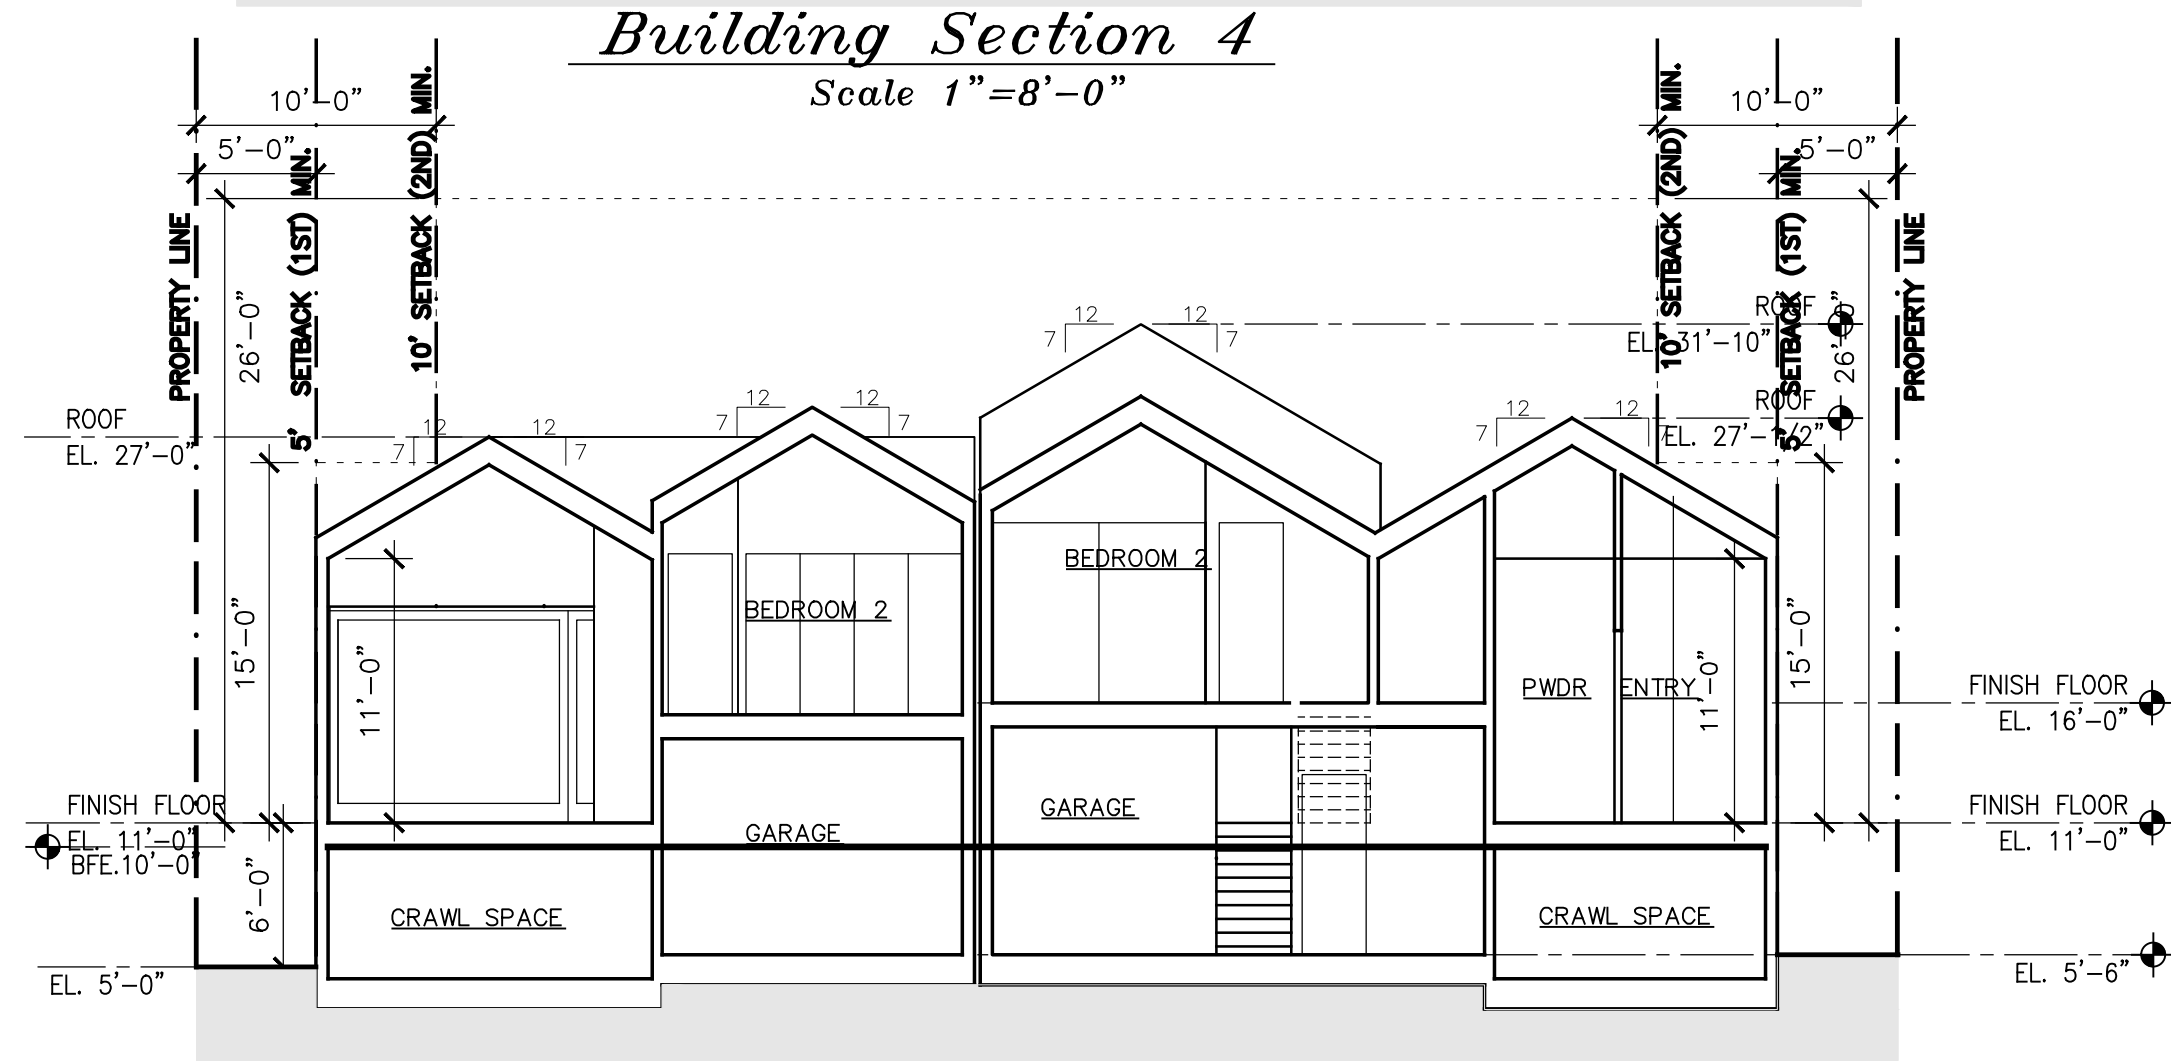 Building Section 4
Scale 1"=8'-0"
10'-0"
5'-0"
10'-0"
5'-0"
PROPERTY LINE
5' SETBACK (1ST) MIN.
10' SETBACK (2ND) MIN.
10' SETBACK (2ND) MIN.
5' SETBACK (1ST) MIN.
PROPERTY LINE
26'-0"
26'-0"
12
7
12
7
ROOF
EL. 31'-10"
ROOF
EL. 27'-1/2"
ROOF
EL. 27'-0"
12
7
12
7
12
7
12
7
12
7
12
7
BEDROOM 2
BEDROOM 2
15'-0"
11'-0"
PWDR
ENTRY
11'-0"
15'-0"
FINISH FLOOR
EL. 16'-0"
FINISH FLOOR
EL. 11'-0"
BFE.10'-0"
GARAGE
GARAGE
FINISH FLOOR
EL. 11'-0"
6'-0"
CRAWL SPACE
CRAWL SPACE
EL. 5'-0"
EL. 5'-6"